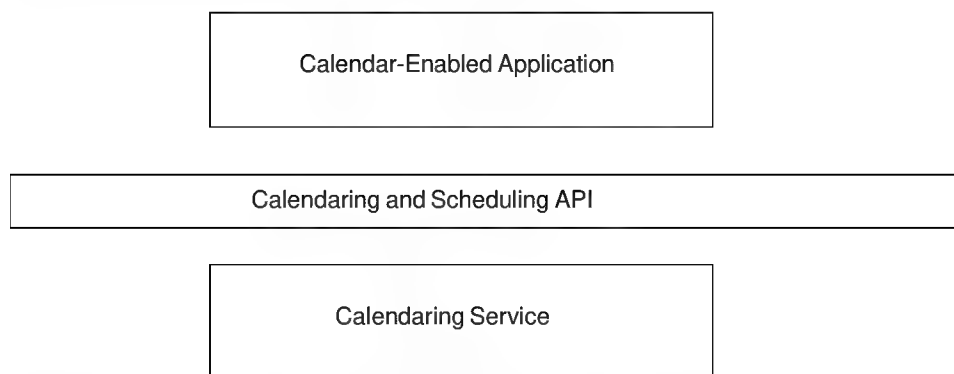 Calendar-Enabled Application
Calendaring and Scheduling API
Calendaring Service